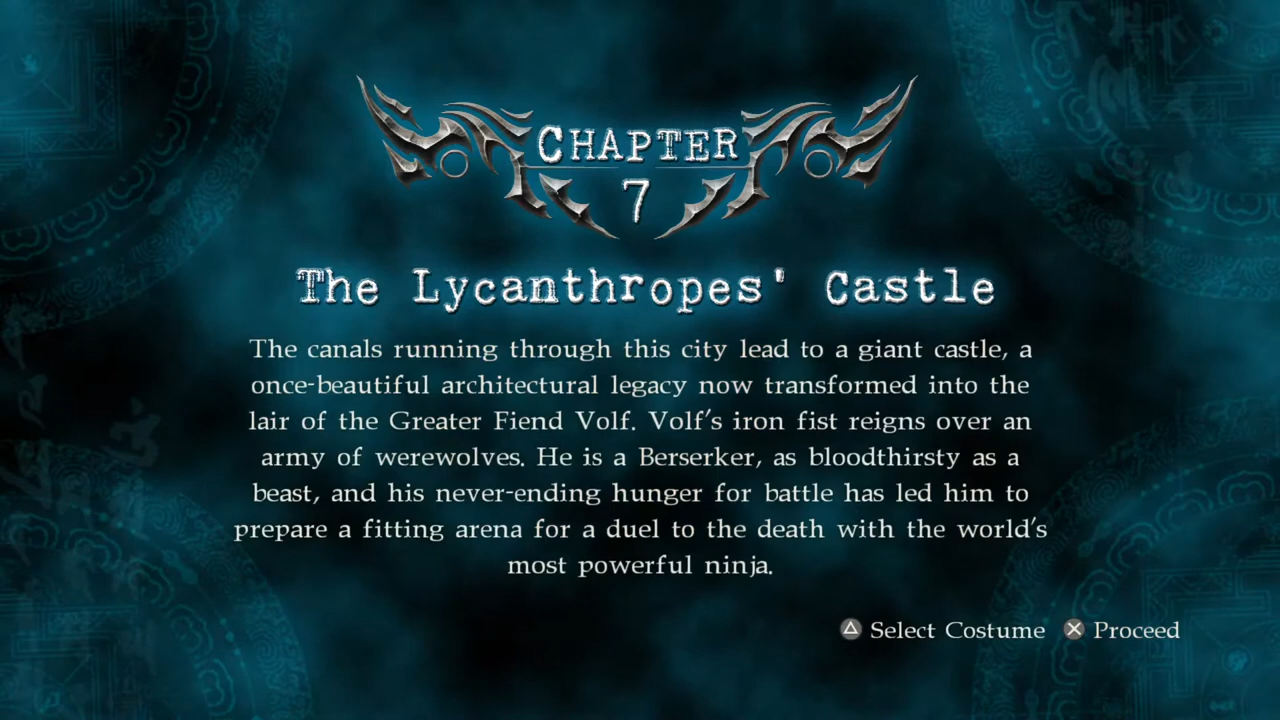 CHAPTER
7
The Lycanthropes' Castle
The canals running through this city lead to a giant castle, a
once-beautiful architectural legacy now transformed into the
lair of the Greater Fiend Volf. Volf's iron fist reigns over an
army of werewolves. He is a Berserker, as bloodthirsty as a
beast, and his never-ending hunger for battle has led him to
prepare a fitting arena for a duel to the death with the world's
most powerful ninja.
Select Costume Proceed